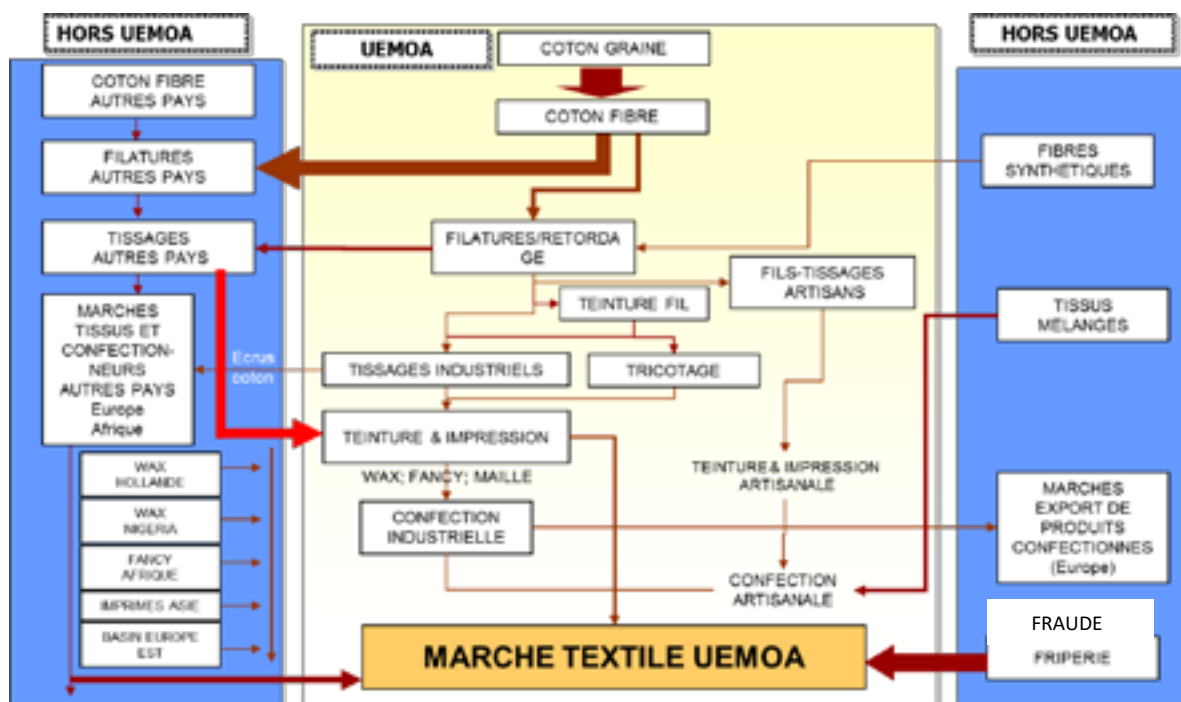 HORS UEMOA
COTON FIBRE
AUTRES PAYS
FILATURES
AUTRES PAYS
TISSAGES
AUTRES PAYS
MARCHES
TISSUS ET
CONFECTION-
NEURS
AUTRES PAYS
Europe
Afrique
WAX
HOLLANDE
WAX
NIGERIA
FANCY
AFRIQUE
IMPRIMES ASIE
BASIN EUROPE
EST
Ecrus
coton
UEMOA
COTON GRAINE
COTON FIBRE
FILATURES/RETORDA
GE
FILS-TISSAGES
ARTISANS
TEINTURE FIL
TISSAGES INDUSTRIELS
TRICOTAGE
TEINTURE & IMPRESSION
WAX; FANCY; MAILLE
TEINTURE & IMPRESSION
ARTISANALE
CONFECTION
INDUSTRIELLE
CONFECTION
ARTISANALE
MARCHE TEXTILE UEMOA
HORS UEMOA
FIBRES
SYNTHETIQUES
TISSUS
MELANGES
MARCHES
EXPORT DE
PRODUITS
CONFECTIONNES
(Europe)
FRAUDE
FRIPERIE